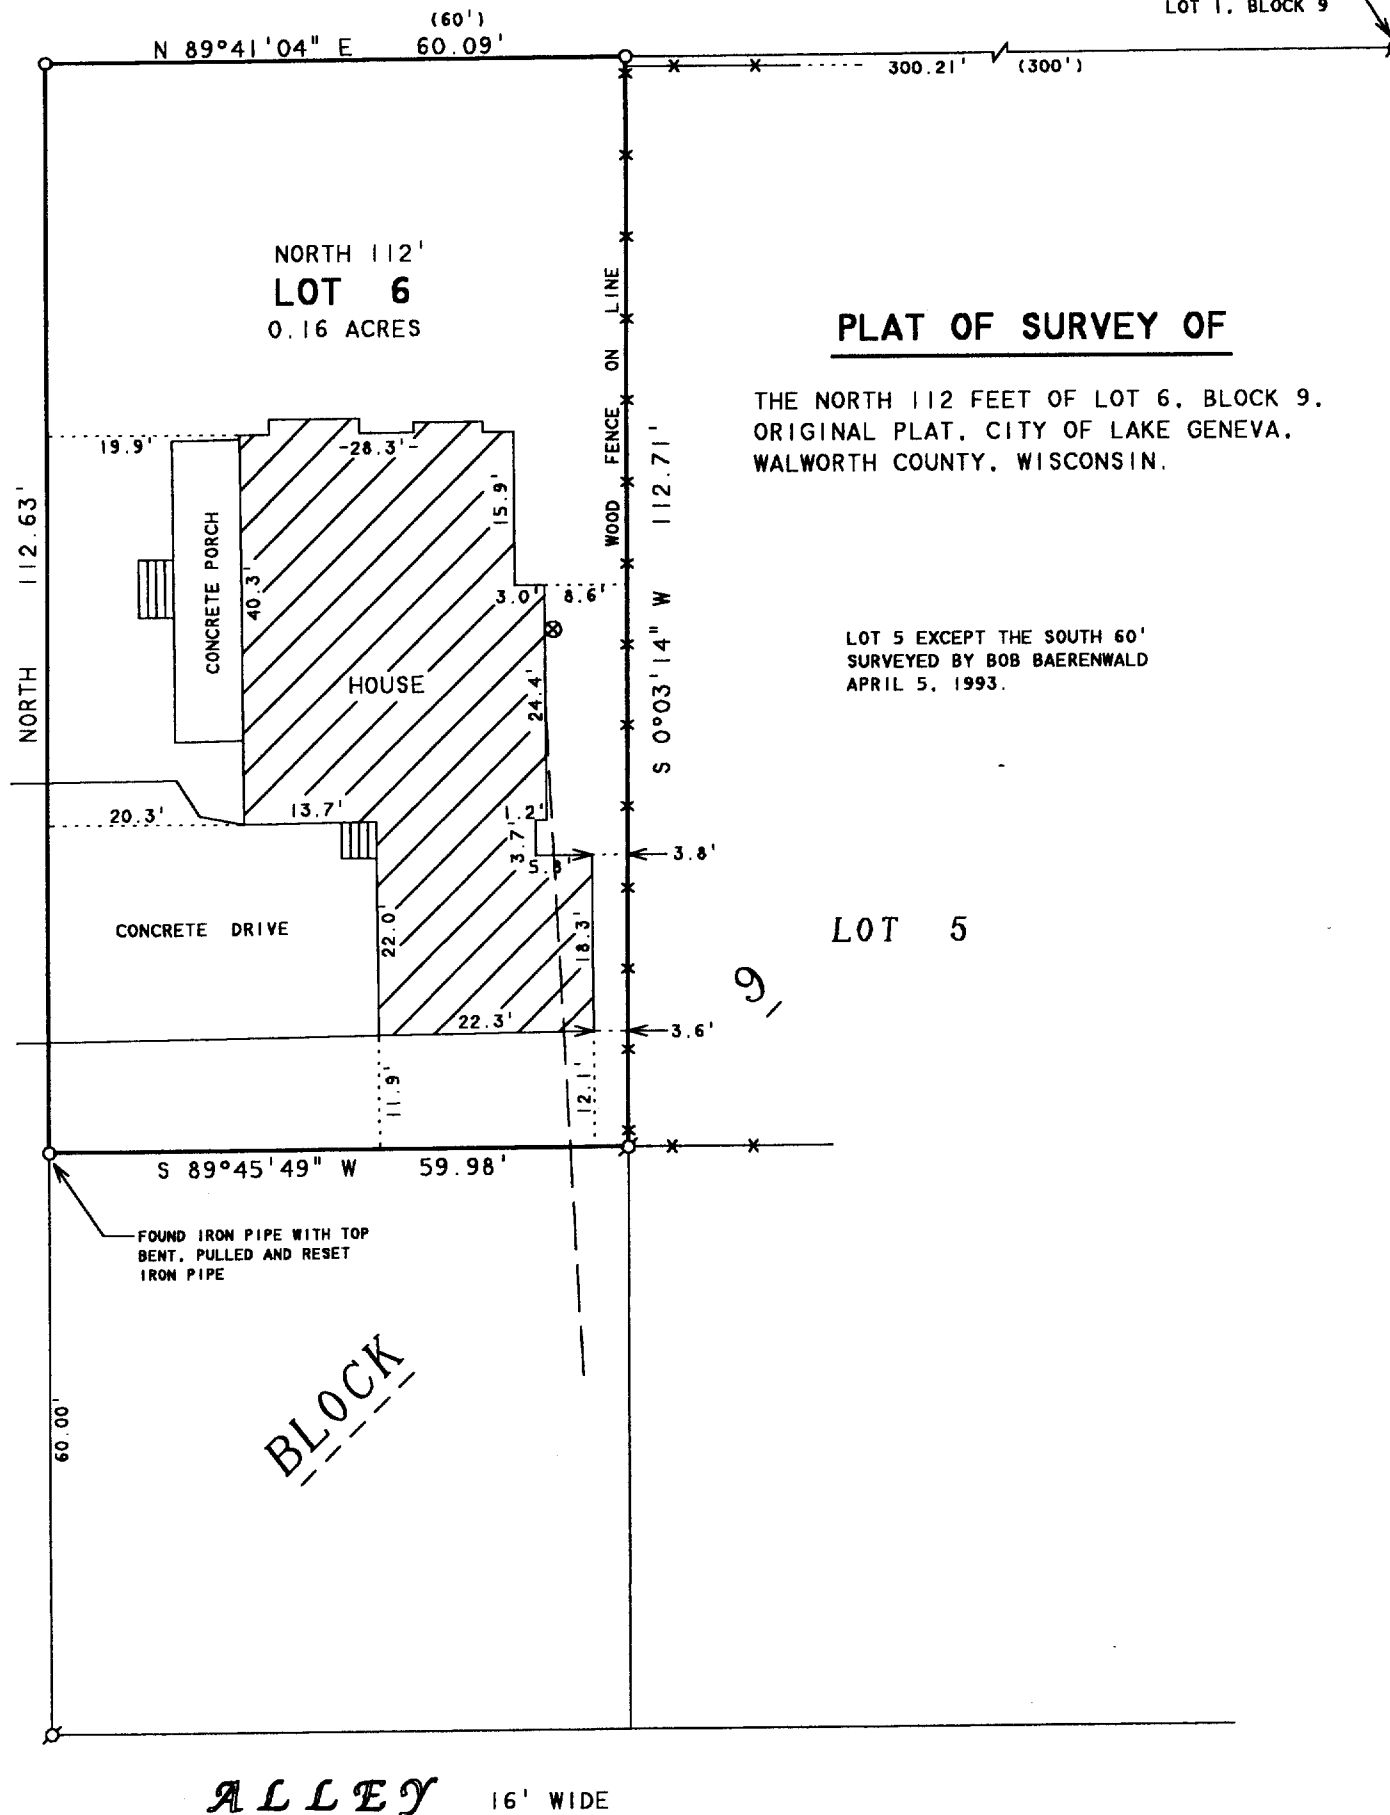 LOT 1, BLOCK 9
(60')
N 89°41'04" E 60.09'
300.21' (300')
NORTH 112'
LOT 6
0.16 ACRES
WOOD FENCE ON LINE
PLAT OF SURVEY OF
THE NORTH 112 FEET OF LOT 6, BLOCK 9,
ORIGINAL PLAT, CITY OF LAKE GENEVA,
WALWORTH COUNTY, WISCONSIN.
19.9'
28.3'
15.9'
NORTH 112.63'
CONCRETE PORCH
40.3'
S 0°03'14" W 112.71'
3.0' 8.6'
LOT 5 EXCEPT THE SOUTH 60'
SURVEYED BY BOB BAERENWALD
APRIL 5, 1993.
HOUSE
24.4'
20.3'
13.7'
1.2'
3.7'
5.8'
3.8'
CONCRETE DRIVE
22.0'
18.3'
LOT 5
9
22.3'
3.6'
11.9'
12.1'
S 89°45'49" W 59.98'
FOUND IRON PIPE WITH TOP
BENT, PULLED AND RESET
IRON PIPE
BLOCK
60.00'
ALLEY 16' WIDE